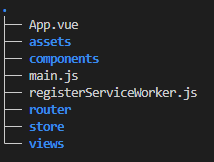 .
├── App.vue
├── assets
├── components
├── main.js
├── registerServiceWorker.js
├── router
├── store
└── views